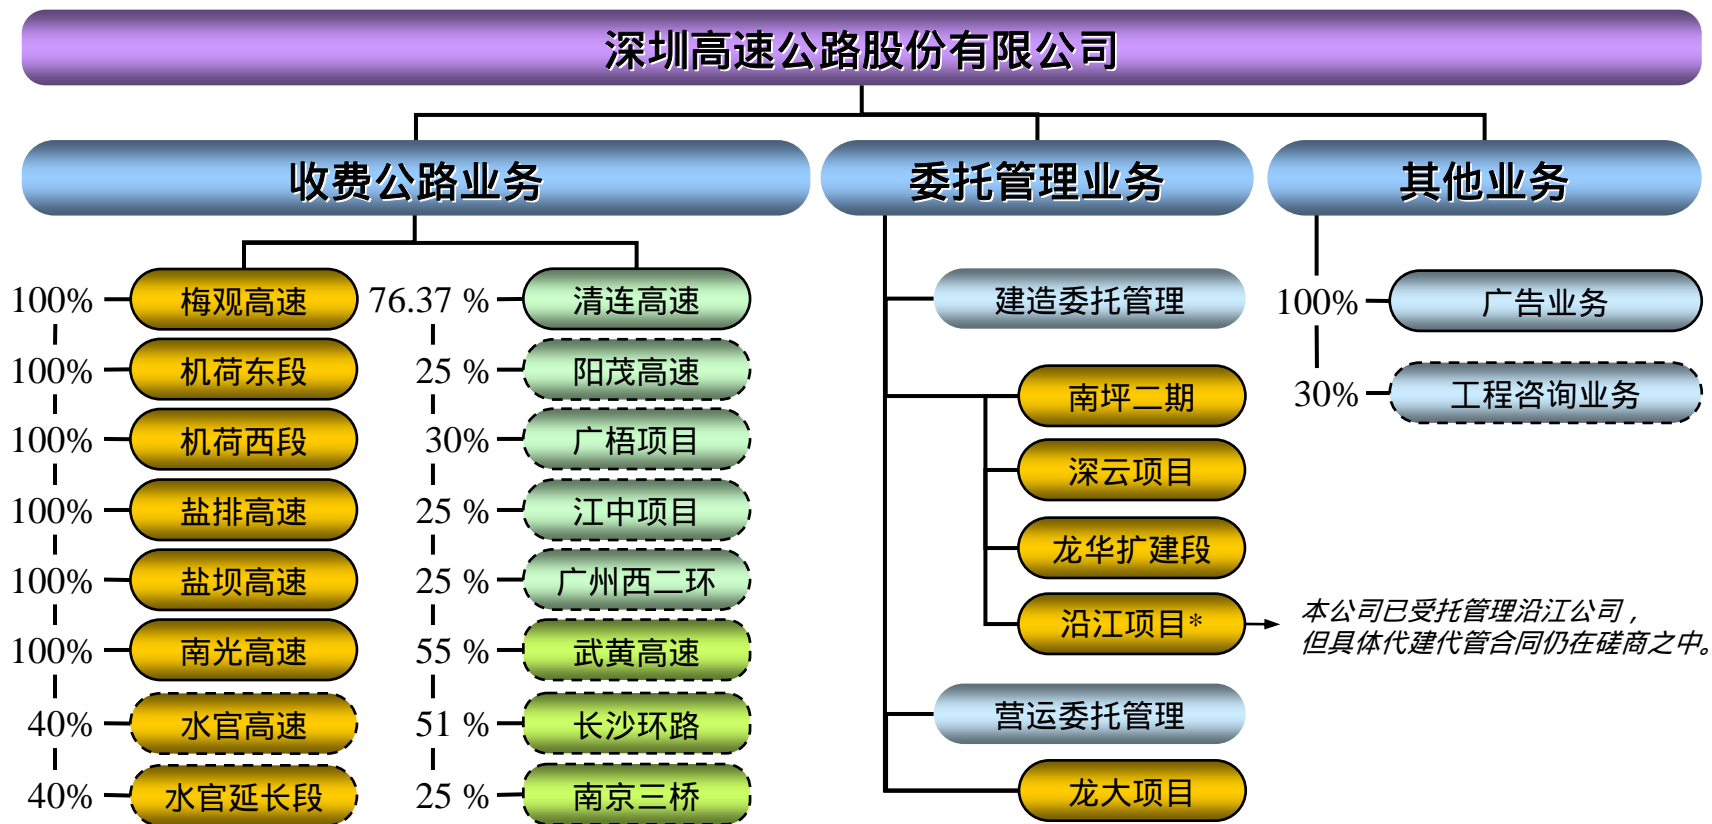 深圳高速公路股份有限公司
收费公路业务
委托管理业务
其他业务
100% 梅观高速
100% 机荷东段
100% 机荷西段
100% 盐排高速
100% 盐坝高速
100% 南光高速
40% 水官高速
40% 水官延长段
76.37 % 清连高速
25 % 阳茂高速
30% 广梧项目
25 % 江中项目
25 % 广州西二环
55 % 武黄高速
51 % 长沙环路
25 % 南京三桥
建造委托管理
南坪二期
深云项目
龙华扩建段
沿江项目*
本公司已受托管理沿江公司，
但具体代建代管合同仍在磋商之中。
营运委托管理
龙大项目
100% 广告业务
30% 工程咨询业务